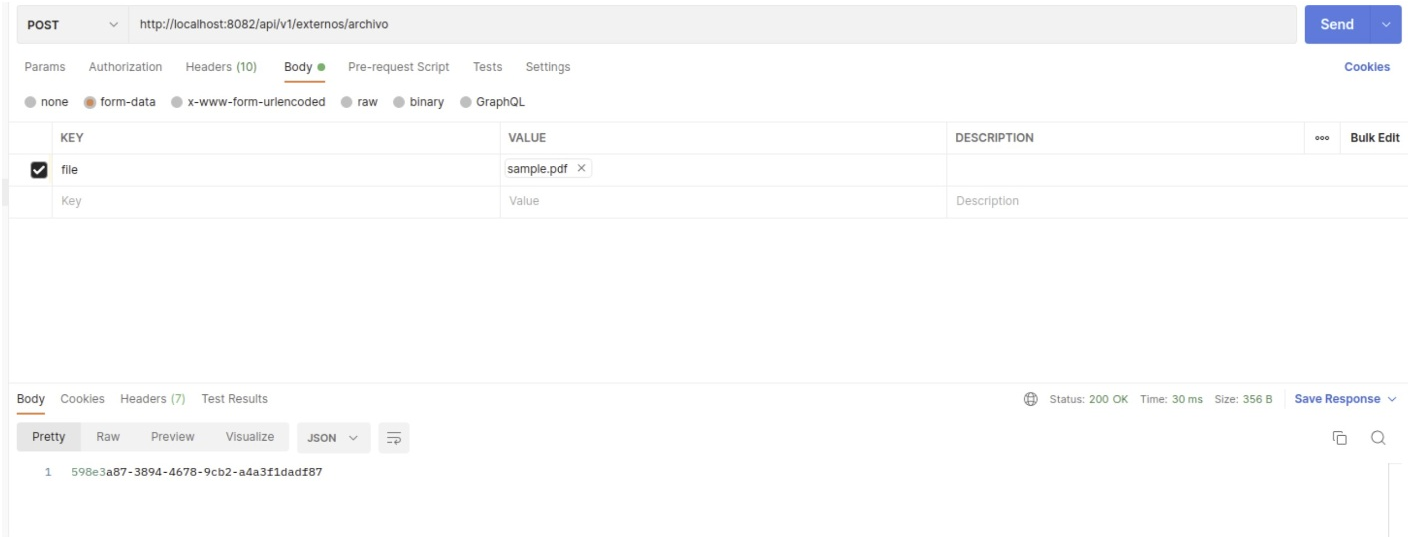 POST http://localhost:8082/api/v1/externos/archivo Send
Params Authorization Headers (10) Body Pre-request Script Tests Settings Cookies
none form-data x-www-form-urlencoded raw binary GraphQL
KEY VALUE DESCRIPTION ooo Bulk Edit
file sample.pdf ×
Key Value Description
Body Cookies Headers (7) Test Results Status: 200 OK Time: 30 ms Size: 356 B Save Response
Pretty Raw Preview Visualize JSON
1 598e3a87-3894-4678-9cb2-a4a3f1dadf87